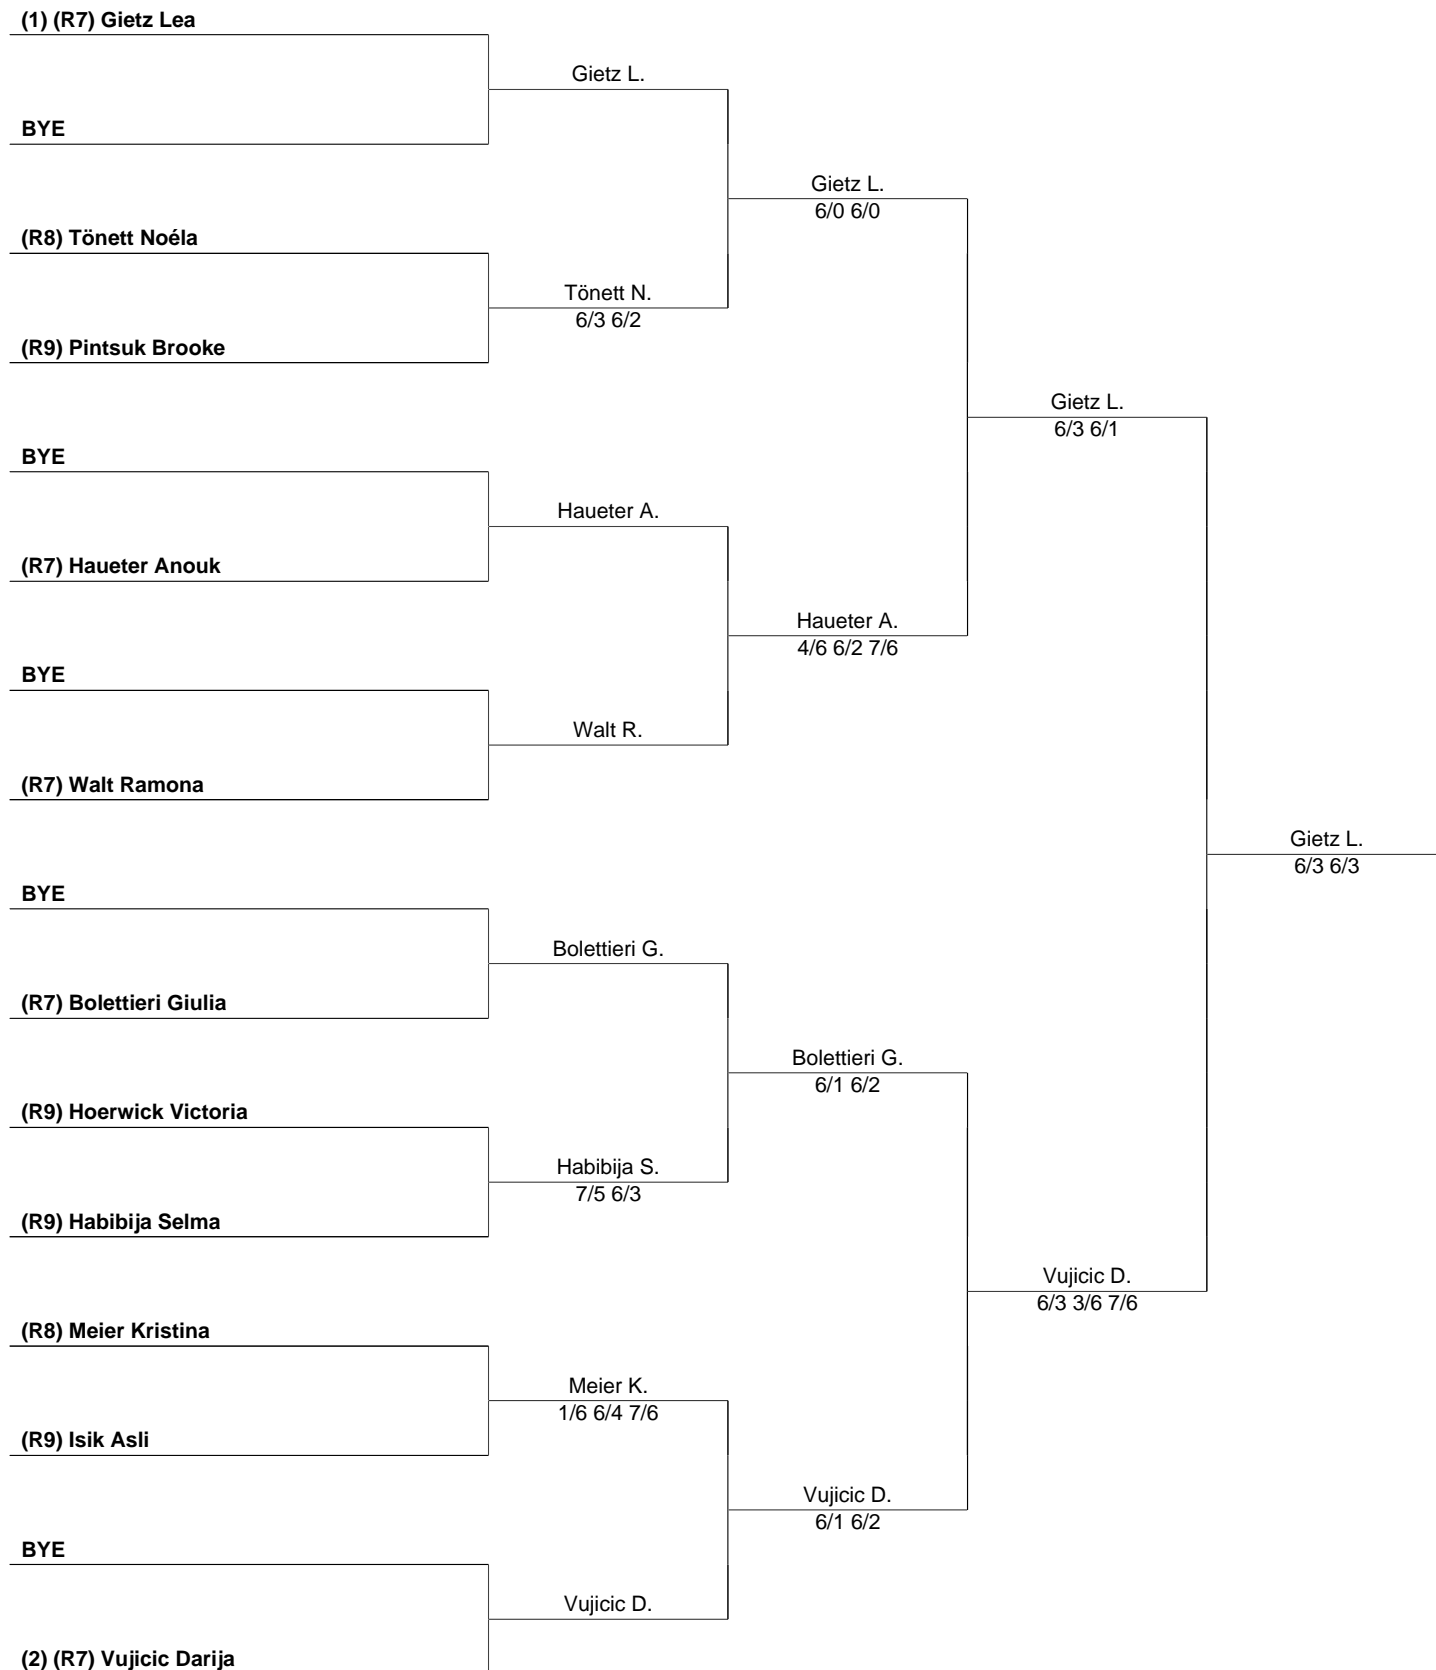 (1) (R7) Gietz Lea
Gietz L.
BYE
Gietz L.
6/0 6/0
(R8) Tönett Noéla
Tönett N.
6/3 6/2
(R9) Pintsuk Brooke
Gietz L.
6/3 6/1
BYE
Haueter A.
(R7) Haueter Anouk
Haueter A.
4/6 6/2 7/6
BYE
Walt R.
(R7) Walt Ramona
Gietz L.
6/3 6/3
BYE
Bolettieri G.
(R7) Bolettieri Giulia
Bolettieri G.
6/1 6/2
(R9) Hoerwick Victoria
Habibija S.
7/5 6/3
(R9) Habibija Selma
Vujicic D.
6/3 3/6 7/6
(R8) Meier Kristina
Meier K.
1/6 6/4 7/6
(R9) Isik Asli
Vujicic D.
6/1 6/2
BYE
Vujicic D.
(2) (R7) Vujicic Darija